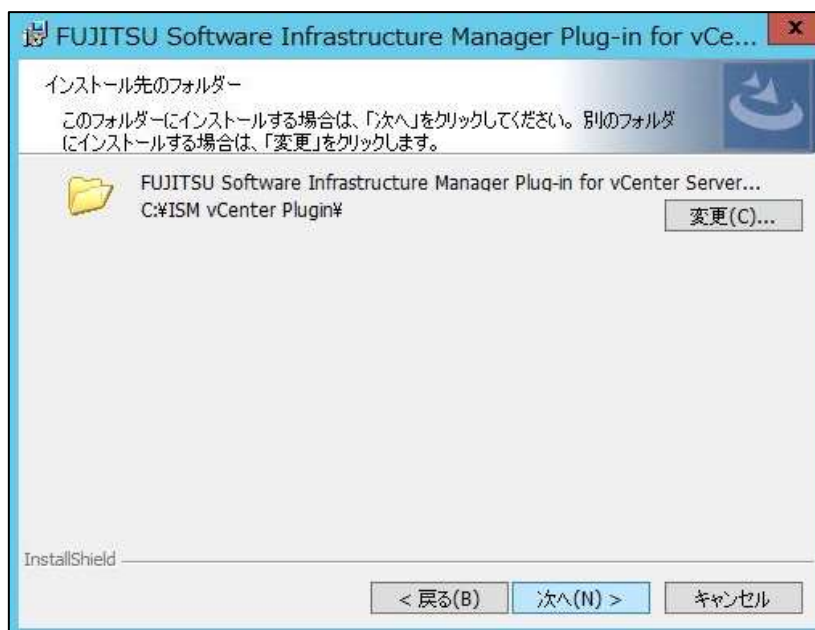 FUJITSU Software Infrastructure Manager Plug-in for vCe...
x
インストール先のフォルダー
このフォルダーにインストールする場合は、「次へ」をクリックしてください。別のフォルダ
にインストールする場合は、「変更」をクリックします。
FUJITSU Software Infrastructure Manager Plug-in for vCenter Server...
C:¥ISM vCenter Plugin¥
変更(C)...
InstallShield
< 戻る(B)
次へ(N) >
キャンセル